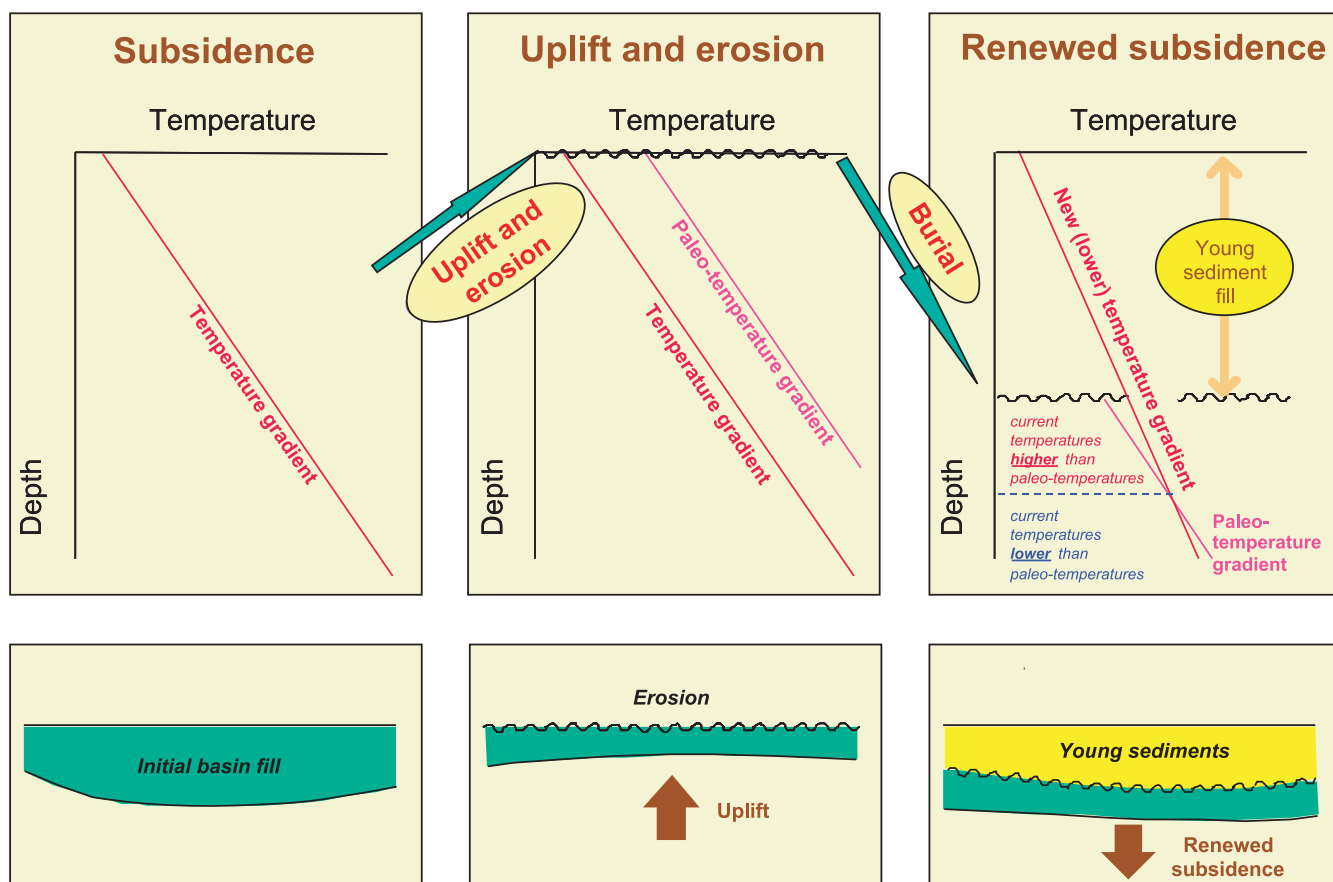 Subsidence
Temperature
Depth
Temperature gradient
Uplift and
erosion
Uplift and erosion
Temperature
Depth
Temperature gradient
Paleo-temperature gradient
Burial
Renewed subsidence
Temperature
Depth
New (lower) temperature gradient
Young
sediment
fill
current
temperatures
higher than
paleo-temperatures
current
temperatures
lower than
paleo-temperatures
Paleo-
temperature
gradient
Initial basin fill
Erosion
Uplift
Young sediments
Renewed
subsidence